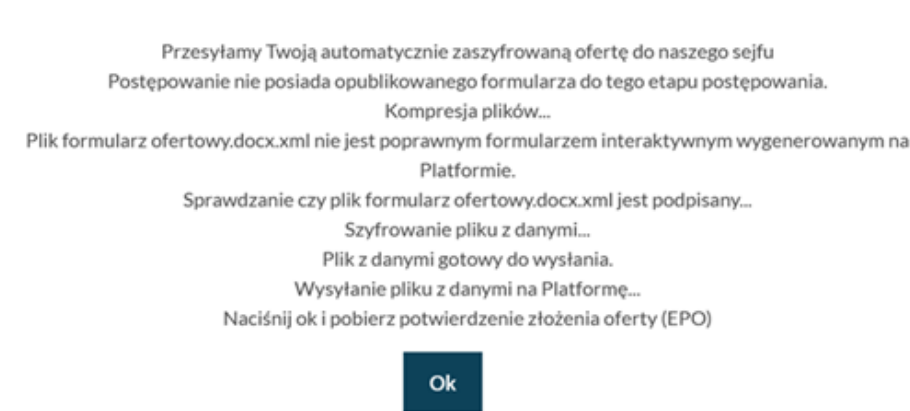 Przesyłamy Twoją automatycznie zaszyfrowaną ofertę do naszego sejfu
Postępowanie nie posiada opublikowanego formularza do tego etapu postępowania.
Kompresja plików...
Plik formularz ofertowy.docx.xml nie jest poprawnym formularzem interaktywnym wygenerowanym na
Platformie.
Sprawdzanie czy plik formularz ofertowy.docx.xml jest podpisany...
Szyfrowanie pliku z danymi...
Plik z danymi gotowy do wysłania.
Wysyłanie pliku z danymi na Platformę...
Naciśnij ok i pobierz potwierdzenie złożenia oferty (EPO)
Ok